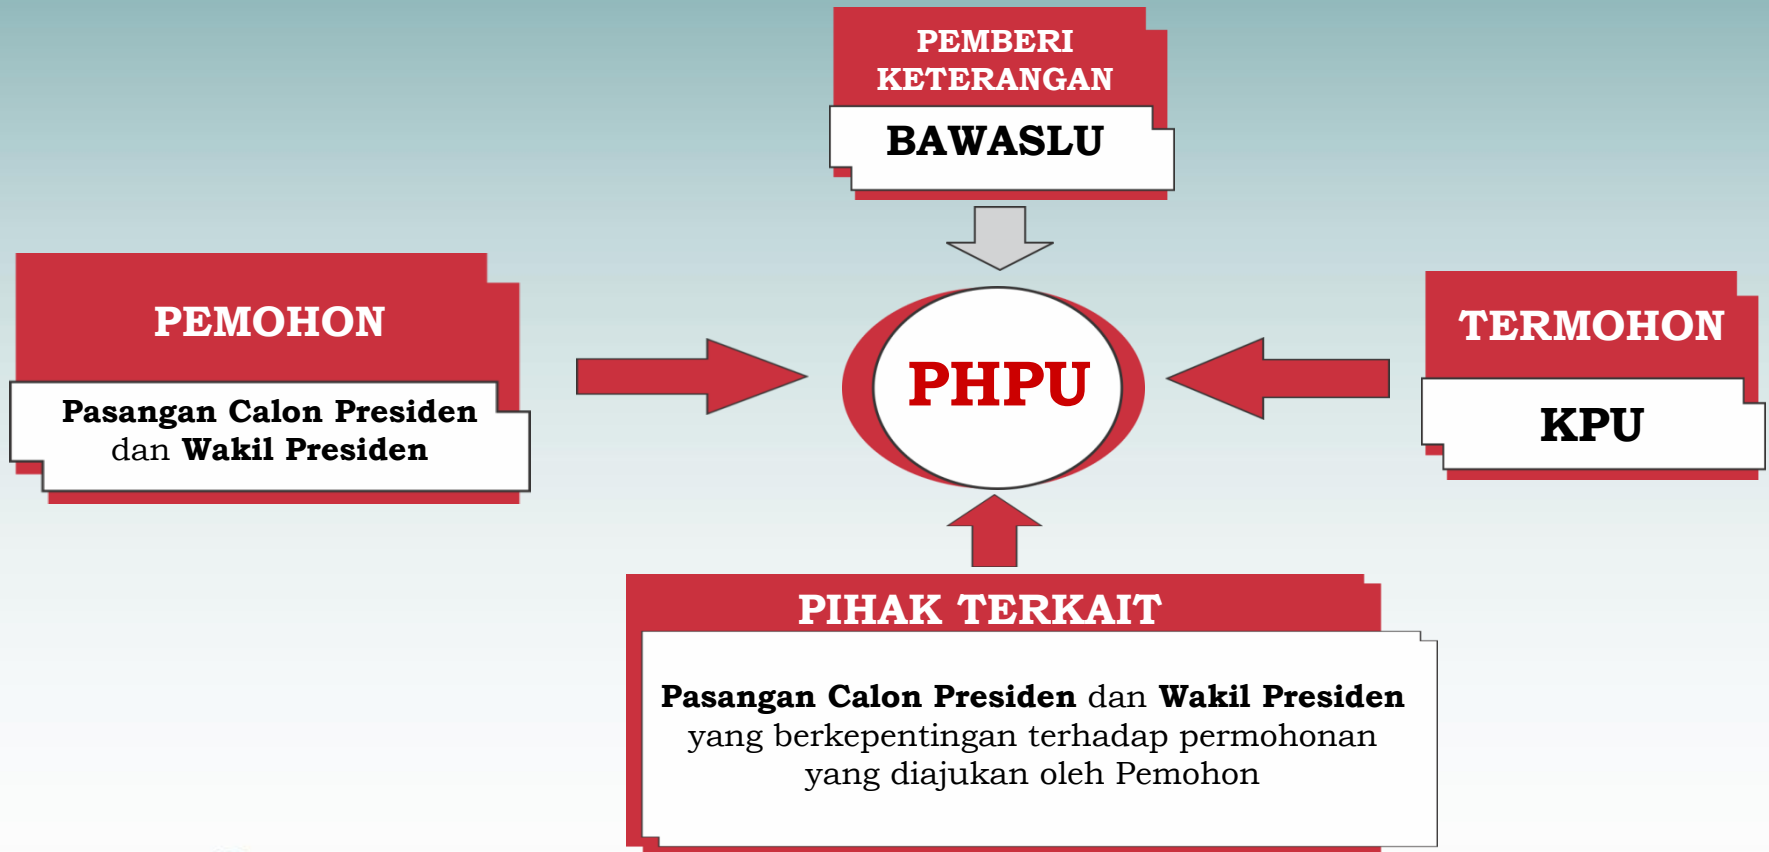 PEMBERI
KETERANGAN
BAWASLU
PEMOHON
Pasangan Calon Presiden
dan Wakil Presiden
PHPU
TERMOHON
KPU
PIHAK TERKAIT
Pasangan Calon Presiden dan Wakil Presiden
yang berkepentingan terhadap permohonan
yang diajukan oleh Pemohon